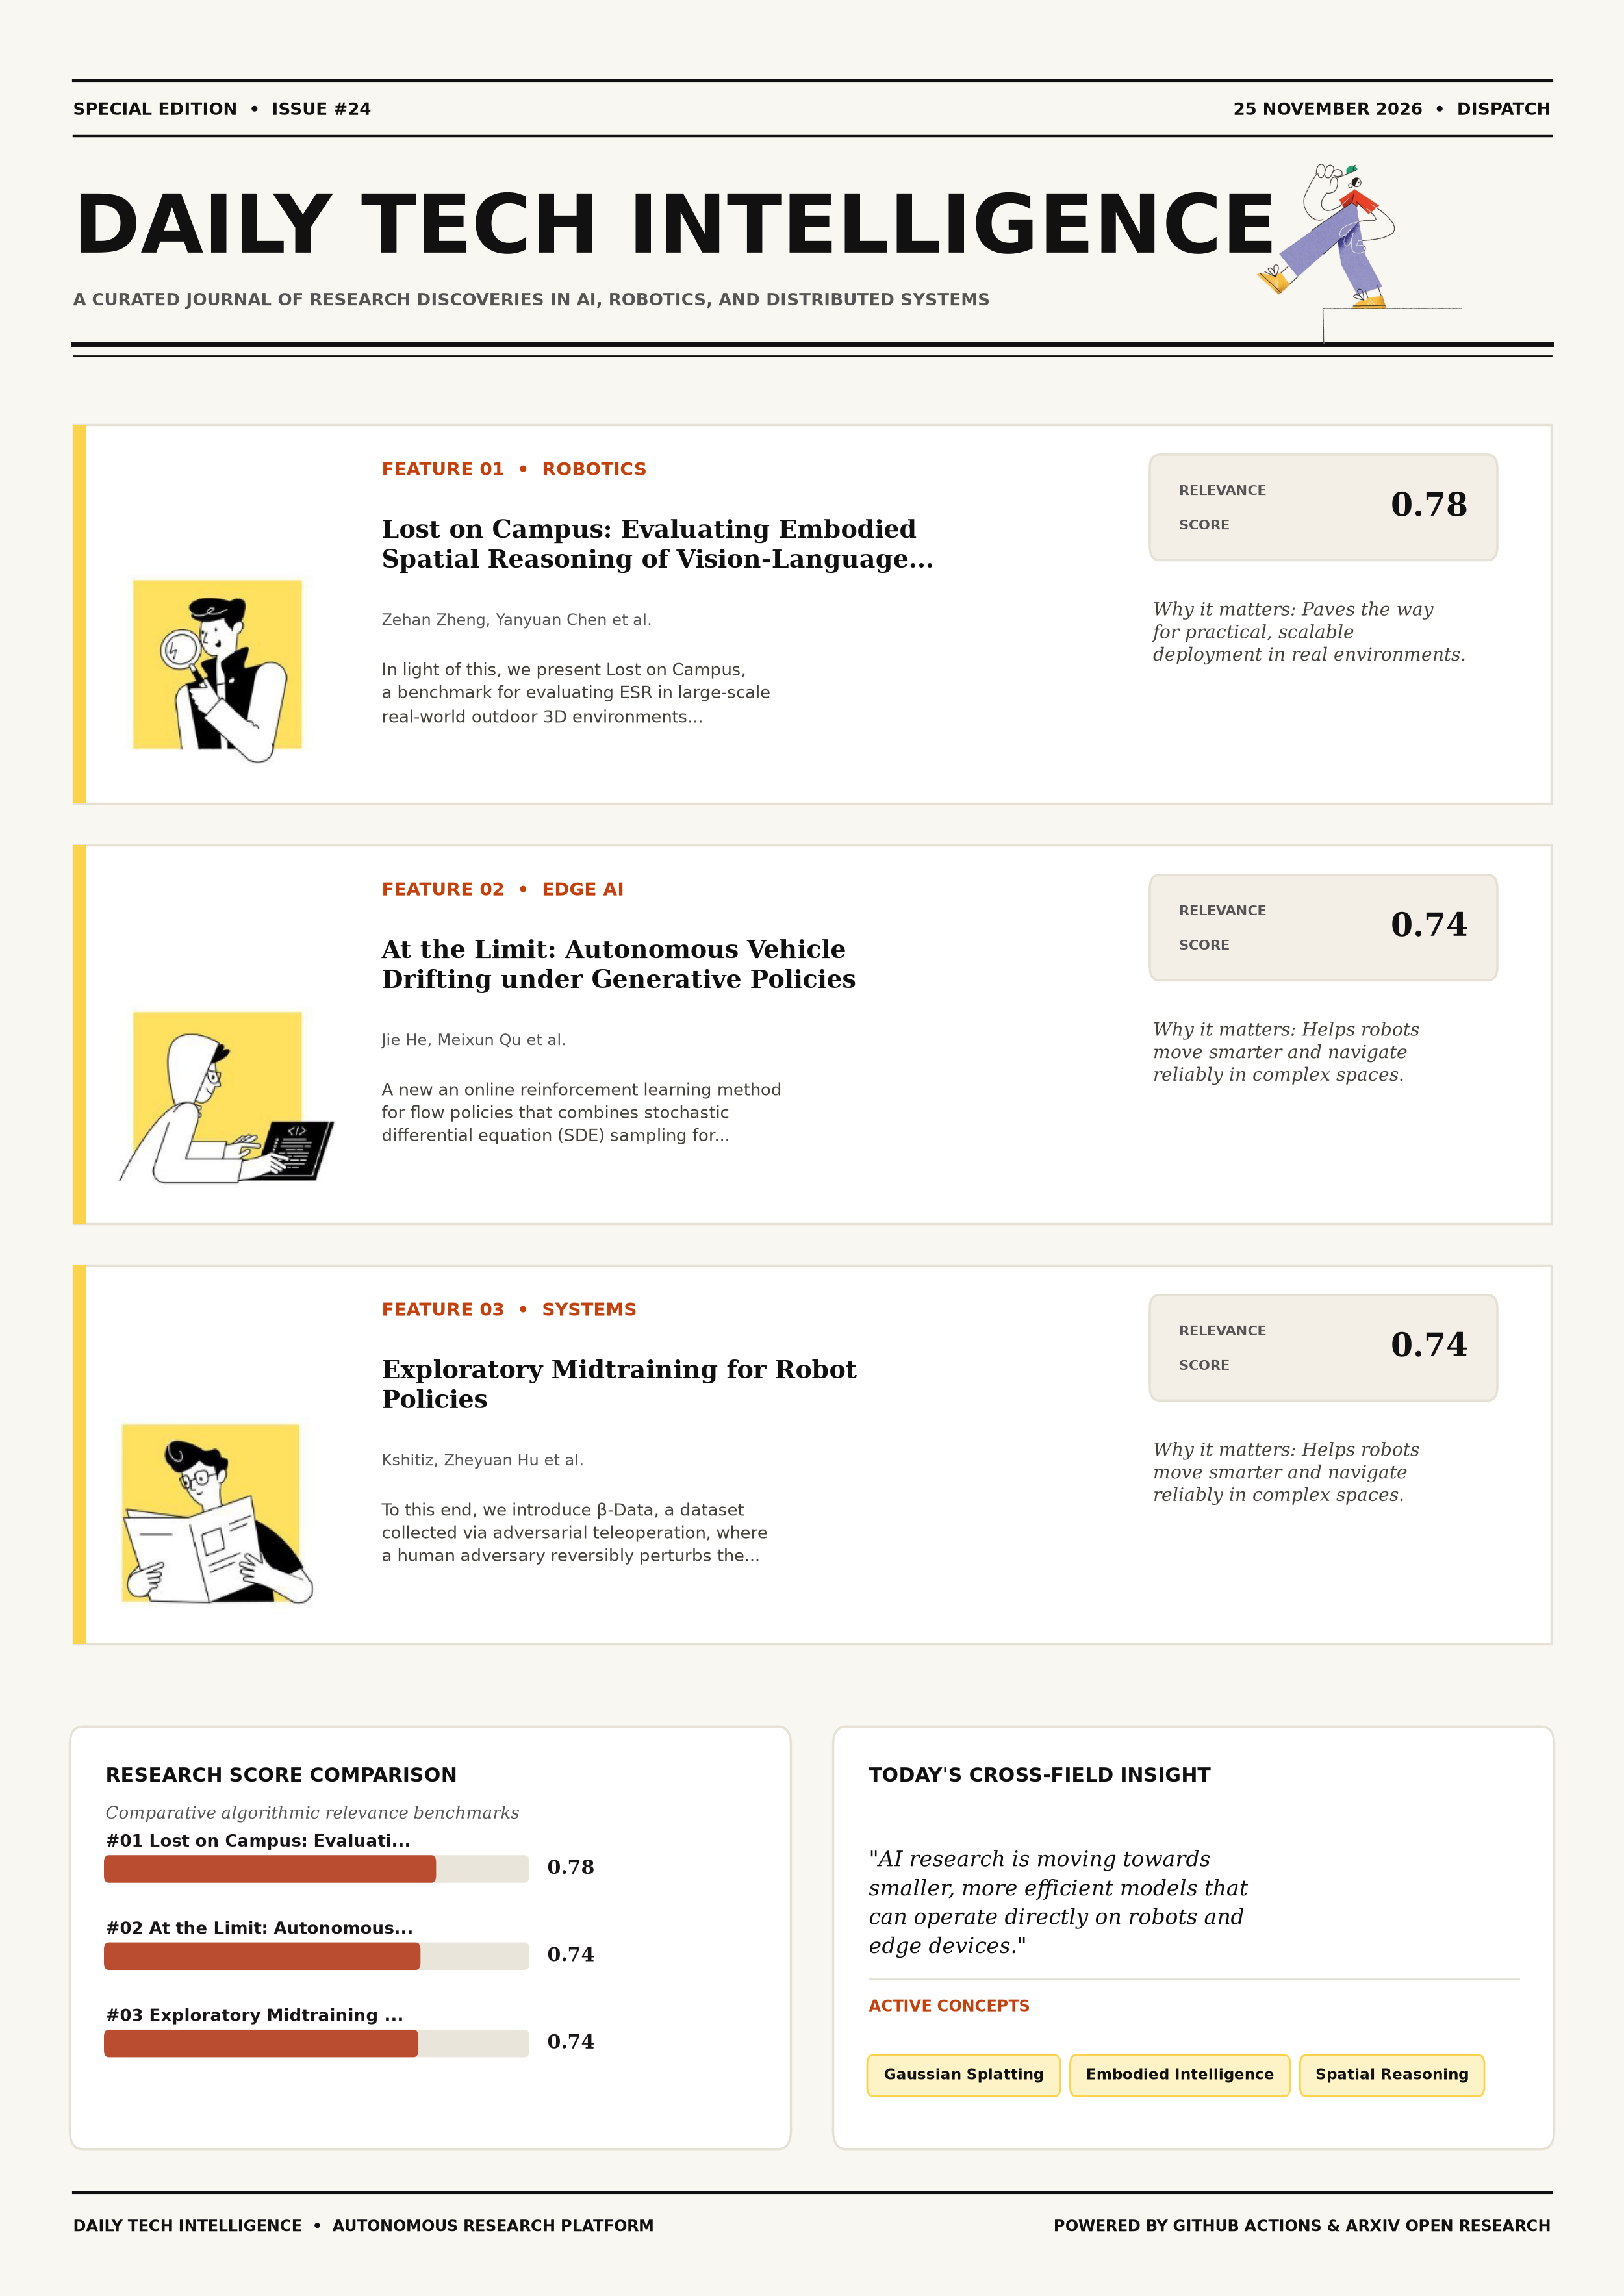 SPECIAL EDITION • ISSUE #24
25 NOVEMBER 2026 • DISPATCH
DAILY TECH INTELLIGENCE
A CURATED JOURNAL OF RESEARCH DISCOVERIES IN AI, ROBOTICS, AND DISTRIBUTED SYSTEMS
FEATURE 01 • ROBOTICS
Lost on Campus: Evaluating Embodied
Spatial Reasoning of Vision-Language...
Zehan Zheng, Yanyuan Chen et al.
In light of this, we present Lost on Campus,
a benchmark for evaluating ESR in large-scale
real-world outdoor 3D environments...
RELEVANCE
SCORE
0.78
Why it matters: Paves the way
for practical, scalable
deployment in real environments.
FEATURE 02 • EDGE AI
At the Limit: Autonomous Vehicle
Drifting under Generative Policies
Jie He, Meixun Qu et al.
A new an online reinforcement learning method
for flow policies that combines stochastic
differential equation (SDE) sampling for...
</>
RELEVANCE
SCORE
0.74
Why it matters: Helps robots
move smarter and navigate
reliably in complex spaces.
FEATURE 03 • SYSTEMS
Exploratory Midtraining for Robot
Policies
Kshitiz, Zheyuan Hu et al.
To this end, we introduce β-Data, a dataset
collected via adversarial teleoperation, where
a human adversary reversibly perturbs the...
RELEVANCE
SCORE
0.74
Why it matters: Helps robots
move smarter and navigate
reliably in complex spaces.
RESEARCH SCORE COMPARISON
Comparative algorithmic relevance benchmarks
#01 Lost on Campus: Evaluati...
0.78
#02 At the Limit: Autonomous...
0.74
#03 Exploratory Midtraining ...
0.74
TODAY'S CROSS-FIELD INSIGHT
"AI research is moving towards
smaller, more efficient models that
can operate directly on robots and
edge devices."
ACTIVE CONCEPTS
Gaussian Splatting
Embodied Intelligence
Spatial Reasoning
DAILY TECH INTELLIGENCE • AUTONOMOUS RESEARCH PLATFORM
POWERED BY GITHUB ACTIONS & ARXIV OPEN RESEARCH